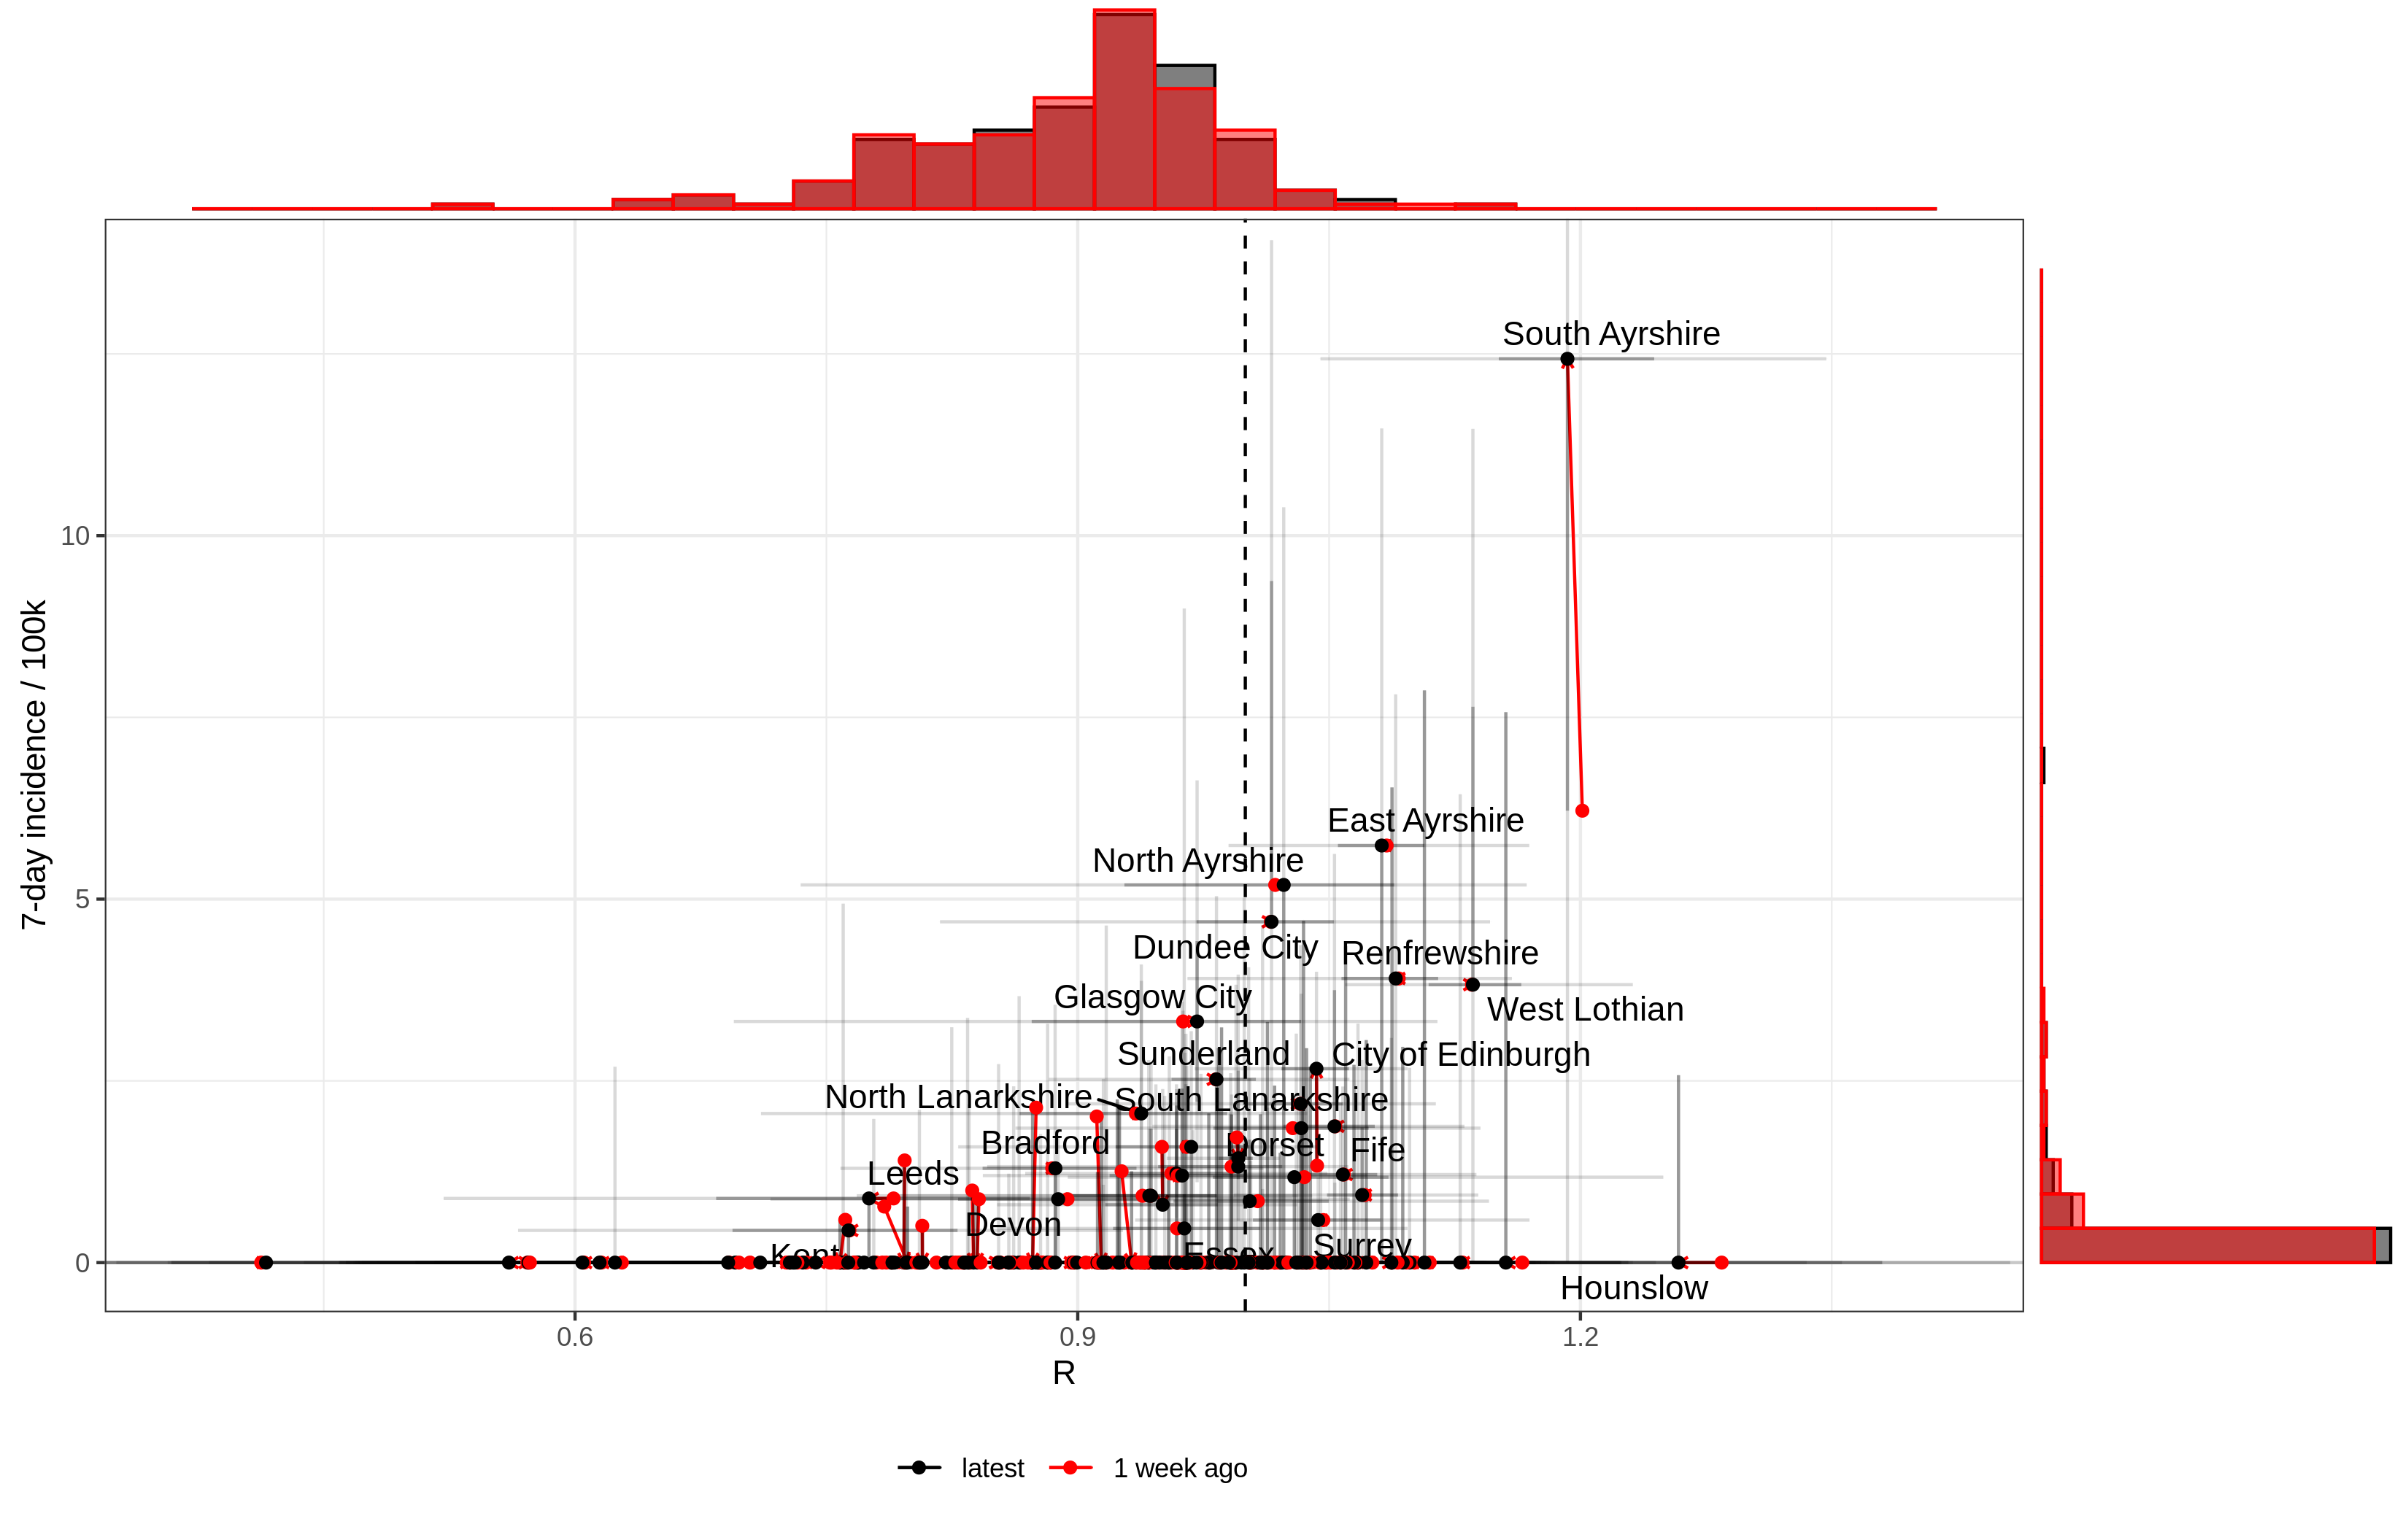 South Ayrshire
10
7-day incidence / 100k
East Ayrshire
North Ayrshire
5
Dundee City
Renfrewshire
Glasgow City
West Lothian
Sunderland
City of Edinburgh
North Lanarkshire
South Lanarkshire
Bradford
Dorset
Fife
Leeds
Devon
Kent
Essex
Surrey
0
Hounslow
0.6
0.9
1.2
R
latest
1 week ago